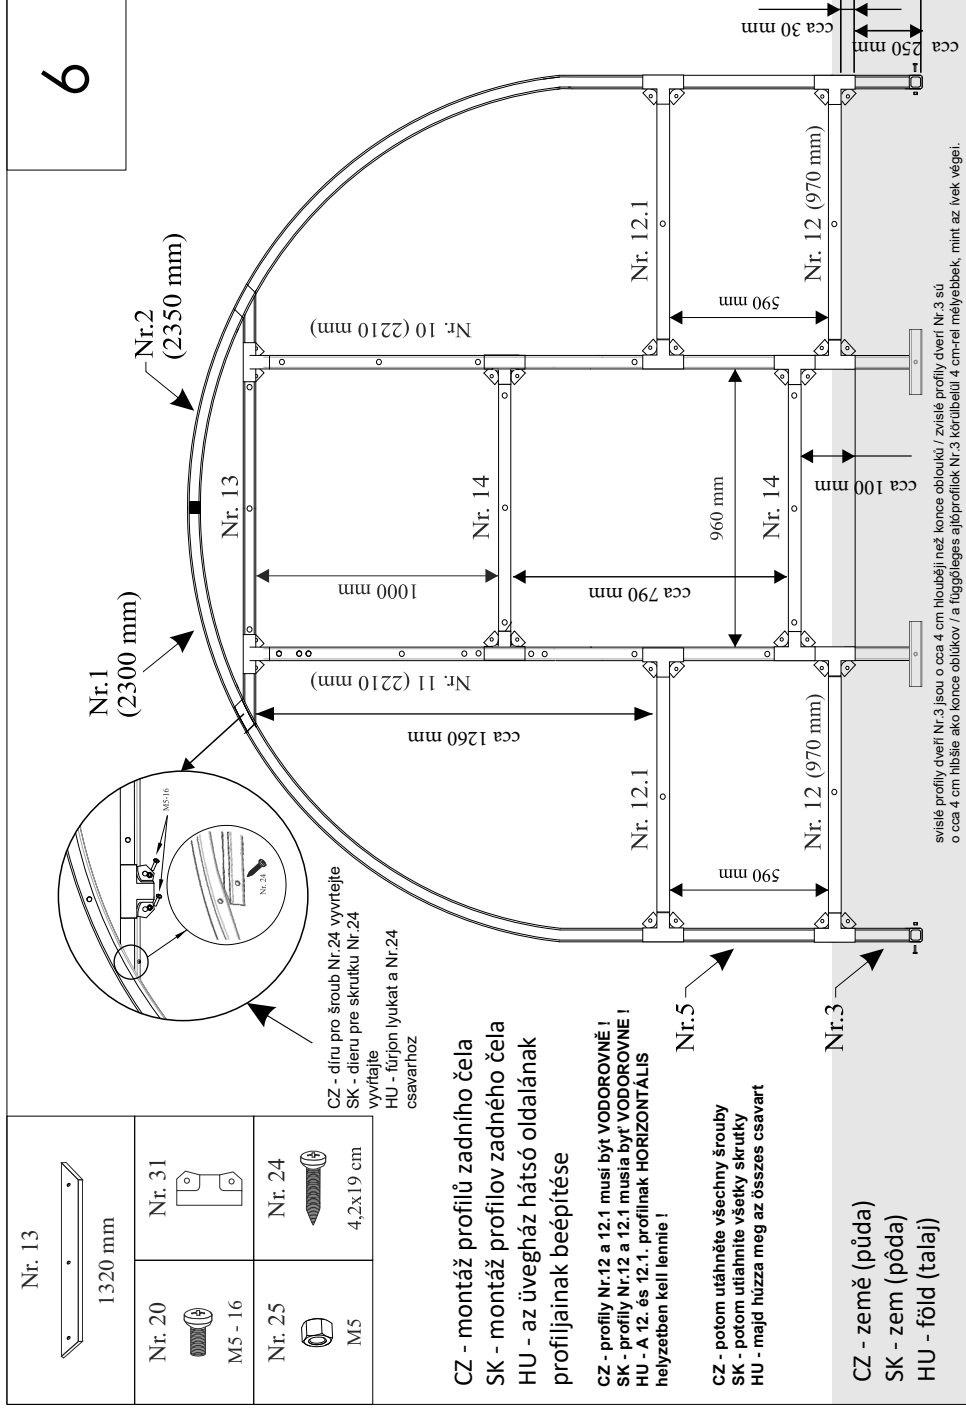 6
Nr. 13
1320 mm
Nr. 20
M5 - 16
Nr. 31
Nr. 25
M5
Nr. 24
4,2x19 cm
M5-16
Nr. 24
CZ - díru pro šroub Nr.24 vyvrtejte
SK - dieru pre skrutku Nr.24
vyvŕtajte
HU - fúrjon lyukat a Nr.24
csavarhoz
CZ - montáž profilů zadního čela
SK - montáž profilov zadného čela
HU - az üvegház hátsó oldalának
profiljainak beépítése
CZ - profily Nr.12 a 12.1 musí být VODOROVNĚ !
SK - profily Nr.12 a 12.1 musia byť VODOROVNE !
HU - A 12. és 12.1. profilnak HORIZONTÁLIS
helyzetben kell lennie !
CZ - potom utáhněte všechny šrouby
SK - potom utiahnite všetky skrutky
HU - majd húzza meg az összes csavart
CZ - země (půda)
SK - zem (pôda)
HU - föld (talaj)
Nr.1
(2300 mm)
Nr.2
(2350 mm)
Nr. 13
Nr. 11 (2210 mm)
Nr. 10 (2210 mm)
1000 mm
Nr. 14
cca 1260 mm
cca 790 mm
960 mm
Nr. 14
cca 100 mm
Nr. 12.1
590 mm
Nr. 12 (970 mm)
Nr. 12.1
590 mm
Nr. 12 (970 mm)
Nr.5
Nr.3
cca 30 mm
cca
250 mm
svislé profily dveří Nr.3 jsou o cca 4 cm hlouběji než konce oblouků / zvislé profily dverí Nr.3 sú
o cca 4 cm hlbšie ako konce oblúkov / a függőleges ajtóprofilok Nr.3 körülbelül 4 cm-rel mélyebbek, mint az ívek végei.